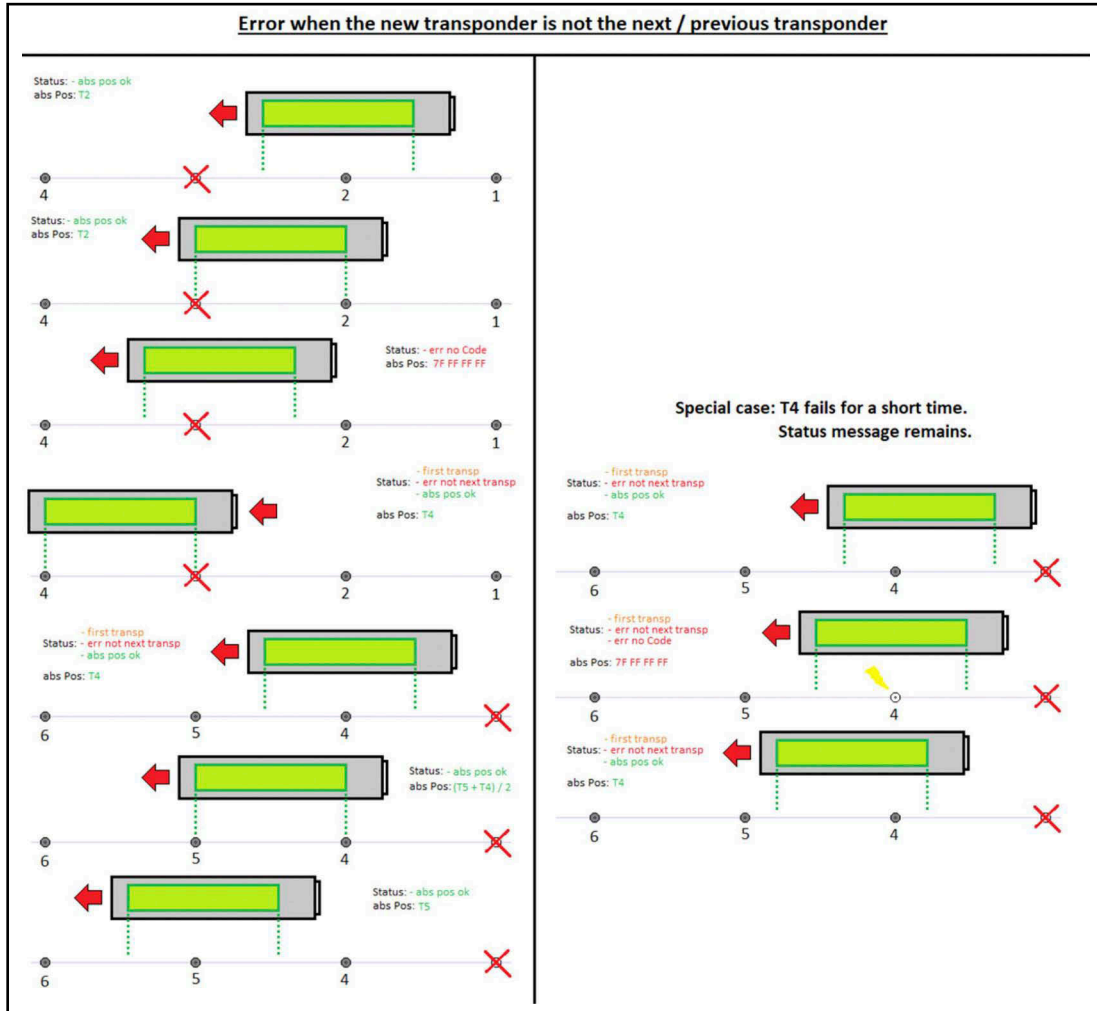 Error when the new transponder is not the next / previous transponder
Status: - abs pos ok
abs Pos: T2
4 2 1
Status: - abs pos ok
abs Pos: T2
4 2 1
Status: - err no Code
abs Pos: 7F FF FF FF
4 2 1
- first transp
Status: - err not next transp
- abs pos ok
abs Pos: T4
4 2 1
- first transp
Status: - err not next transp
- abs pos ok
abs Pos: T4
6 5 4
Status: - abs pos ok
abs Pos: (T5 + T4) / 2
6 5 4
Status: - abs pos ok
abs Pos: T5
6 5 4
Special case: T4 fails for a short time.
Status message remains.
- first transp
Status: - err not next transp
- abs pos ok
abs Pos: T4
6 5 4
- first transp
Status: - err not next transp
- err no Code
abs Pos: 7F FF FF FF
6 5 4
- first transp
Status: - err not next transp
- abs pos ok
abs Pos: T4
6 5 4